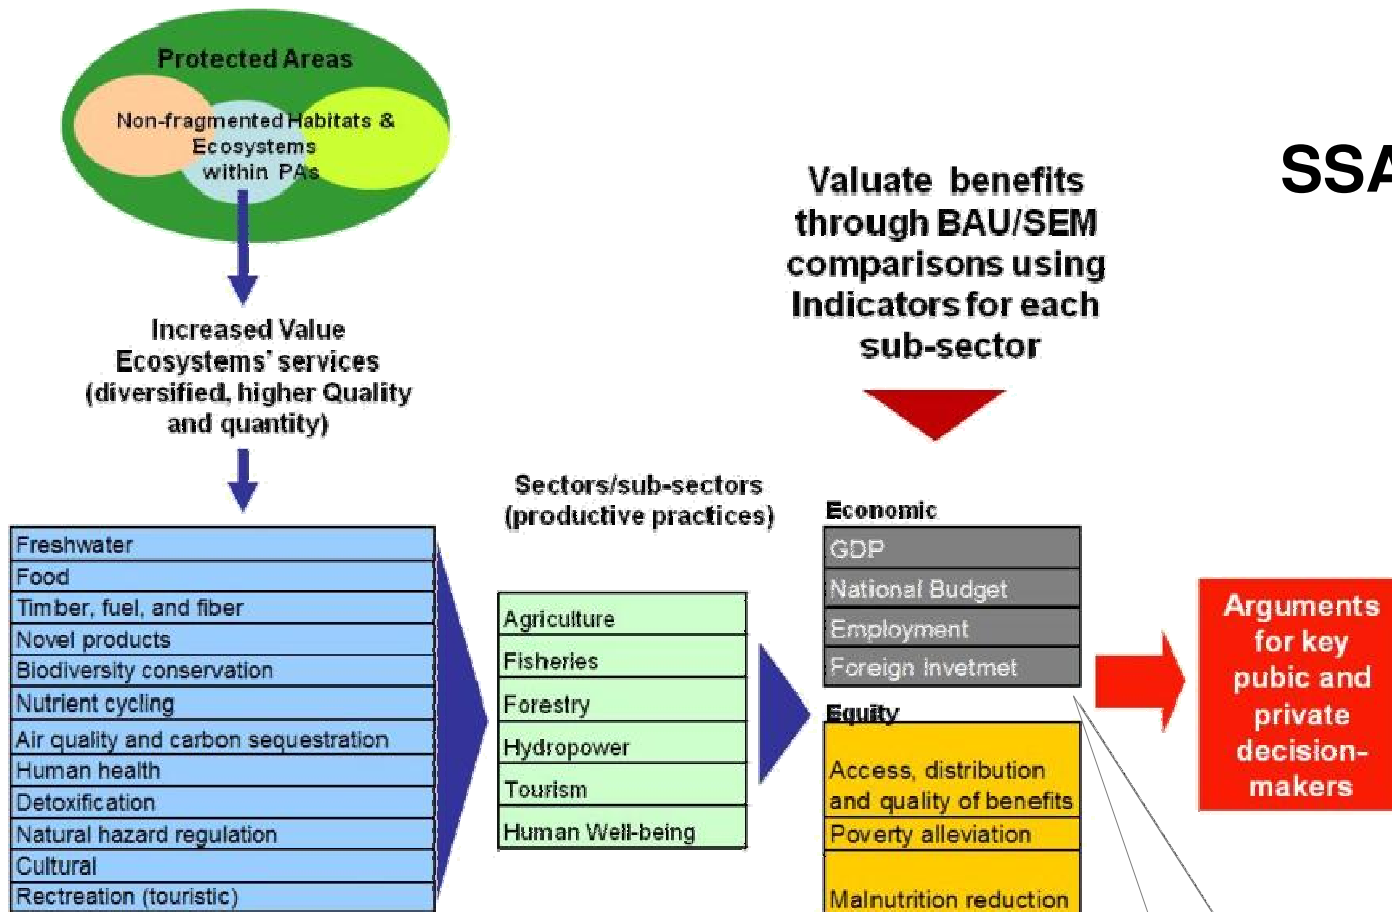 Protected Areas
Non-fragmented Habitats &
Ecosystems
within PAs
Increased Value
Ecosystems' services
(diversified, higher Quality
and quantity)
Freshwater
Food
Timber, fuel, and fiber
Novel products
Biodiversity conservation
Nutrient cycling
Air quality and carbon sequestration
Human health
Detoxification
Natural hazard regulation
Cultural
Rectreation (touristic)
Sectors/sub-sectors
(productive practices)
Agriculture
Fisheries
Forestry
Hydropower
Tourism
Human Well-being
Valuate benefits
through BAU/SEM
comparisons using
Indicators for each
sub-sector
Economic
GDP
National Budget
Employment
Foreign Invetmet
Equity
Access, distribution
and quality of benefits
Poverty alleviation
Malnutrition reduction
SSA
Arguments
for key
pubic and
private
decision-
makers